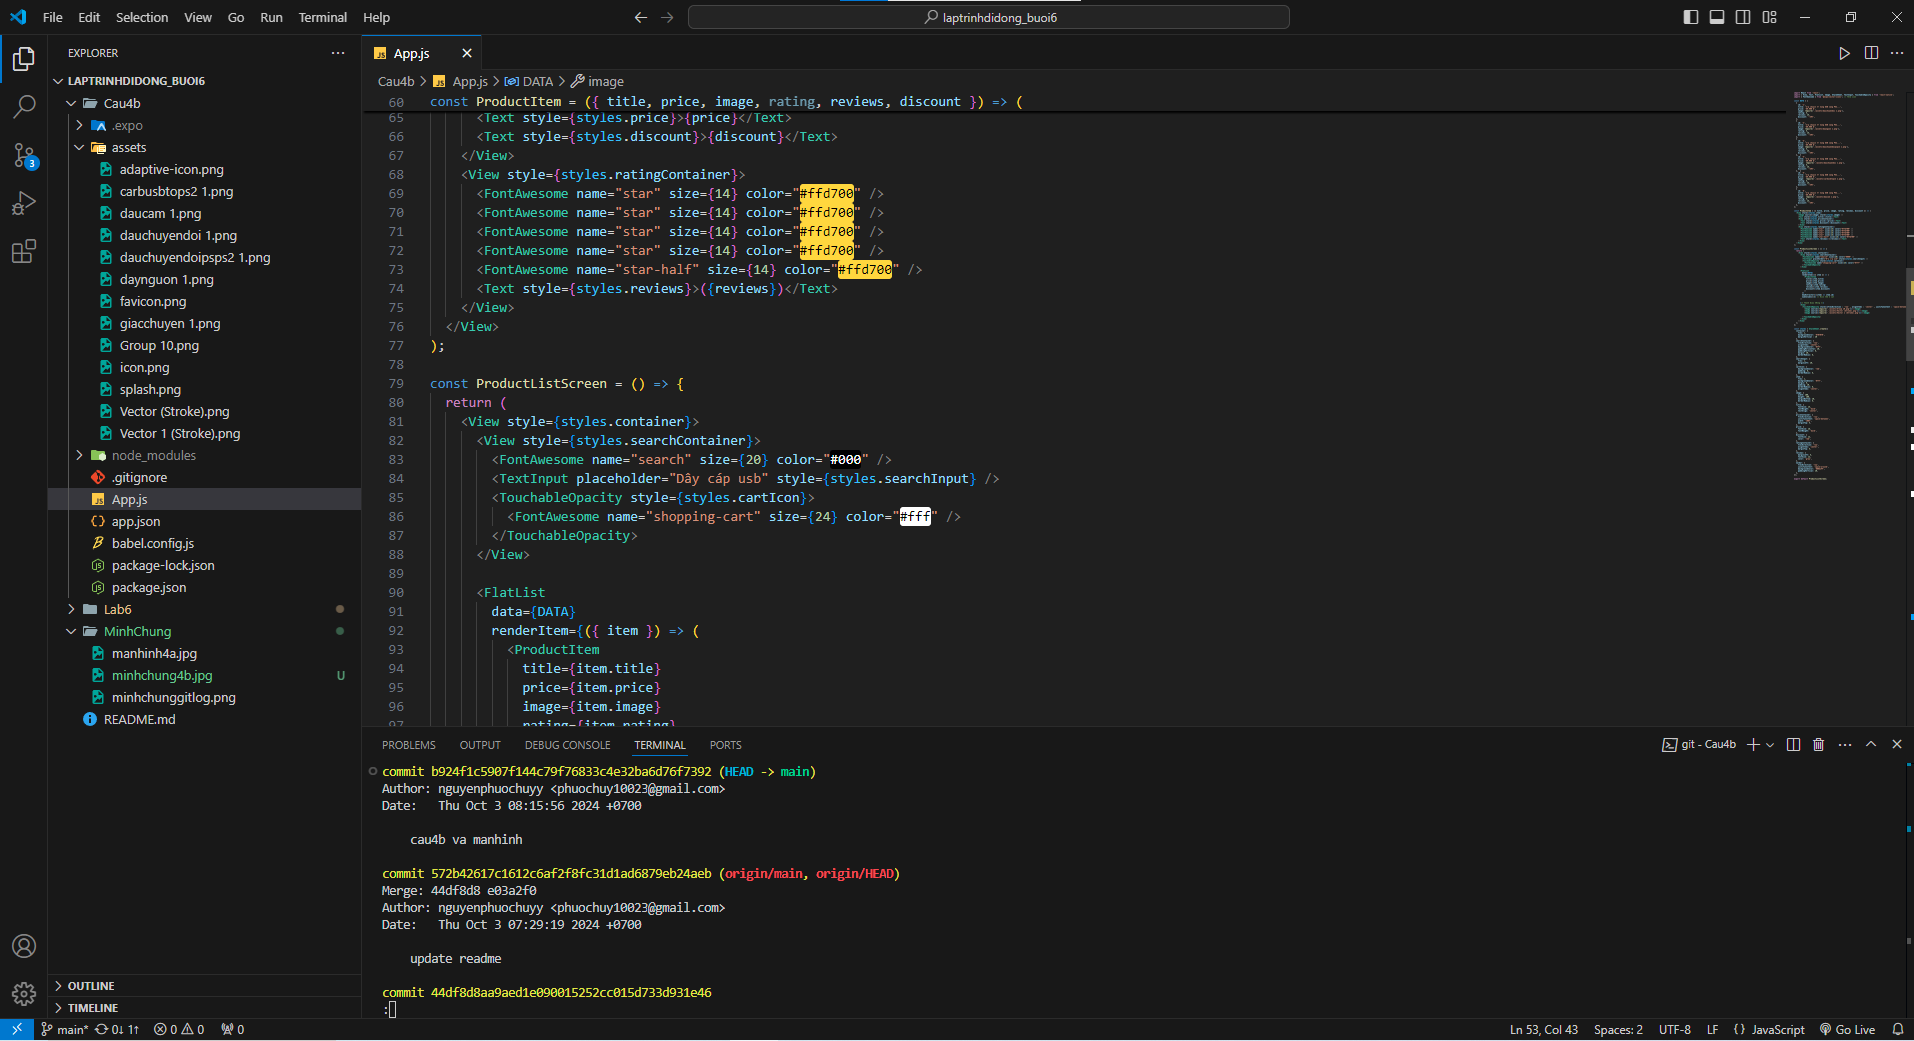 File Edit Selection View Go Run Terminal Help
laptrinhdidong_buoi6
EXPLORER
LAPTRINHDIDONG_BUOI6
Cau4b
.expo
assets
adaptive-icon.png
carbusbtops2 1.png
daucam 1.png
dauchuyendoi 1.png
dauchuyendoipsps2 1.png
daynguon 1.png
favicon.png
giacchuyen 1.png
Group 10.png
icon.png
splash.png
Vector (Stroke).png
Vector 1 (Stroke).png
node_modules
.gitignore
App.js
app.json
babel.config.js
package-lock.json
package.json
Lab6
MinhChung
manhinh4a.jpg
minhchung4b.jpg U
minhchunggitlog.png
README.md
OUTLINE
TIMELINE
3
JS App.js
Cau4b > JS App.js > DATA > image
60 const ProductItem = ({ title, price, image, rating, reviews, discount }) => (
65 <Text style={styles.price}>{price}</Text>
66 <Text style={styles.discount}>{discount}</Text>
67 </View>
68 <View style={styles.ratingContainer}>
69 <FontAwesome name="star" size={14} color="#ffd700" />
70 <FontAwesome name="star" size={14} color="#ffd700" />
71 <FontAwesome name="star" size={14} color="#ffd700" />
72 <FontAwesome name="star" size={14} color="#ffd700" />
73 <FontAwesome name="star-half" size={14} color="#ffd700" />
74 <Text style={styles.reviews}>({reviews})</Text>
75 </View>
76 </View>
77 );
78
79 const ProductListScreen = () => {
80 return (
81 <View style={styles.container}>
82 <View style={styles.searchContainer}>
83 <FontAwesome name="search" size={20} color="#000" />
84 <TextInput placeholder="Dây cáp usb" style={styles.searchInput} />
85 <TouchableOpacity style={styles.cartIcon}>
86 <FontAwesome name="shopping-cart" size={24} color="#fff" />
87 </TouchableOpacity>
88 </View>
89
90 <FlatList
91 data={DATA}
92 renderItem={({ item }) => (
93 <ProductItem
94 title={item.title}
95 price={item.price}
96 image={item.image}
97 rating={item.rating}
PROBLEMS OUTPUT DEBUG CONSOLE TERMINAL PORTS
git - Cau4b
commit b924f1c5907f144c79f76833c4e32ba6d76f7392 (HEAD -> main)
Author: nguyenphuochuyy <phuochuy10023@gmail.com>
Date: Thu Oct 3 08:15:56 2024 +0700
cau4b va manhinh
commit 572b42617c1612c6af2f8fc31d1ad6879eb24aeb (origin/main, origin/HEAD)
Merge: 44df8d8 e03a2f0
Author: nguyenphuochuyy <phuochuy10023@gmail.com>
Date: Thu Oct 3 07:29:19 2024 +0700
update readme
commit 44df8d8aa9aed1e090015252cc015d733d931e46
:
main* 0↓ 1↑ 0 0 0
Ln 53, Col 43 Spaces: 2 UTF-8 LF {} JavaScript Go Live